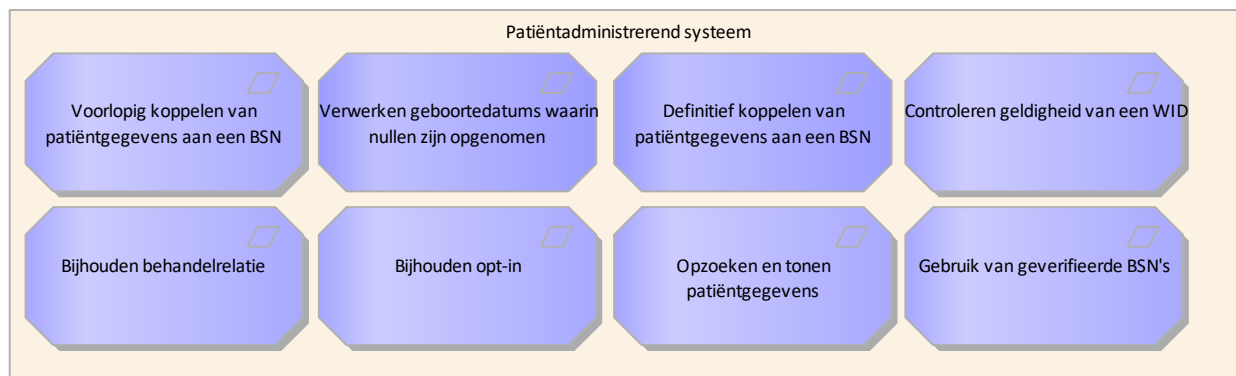 Patiëntadministrerend systeem
Voorlopig koppelen van
patiëntgegevens aan een BSN
Verwerken geboortedatums waarin
nullen zijn opgenomen
Definitief koppelen van
patiëntgegevens aan een BSN
Controleren geldigheid van een WID
Bijhouden behandelrelatie
Bijhouden opt-in
Opzoeken en tonen
patiëntgegevens
Gebruik van geverifieerde BSN's